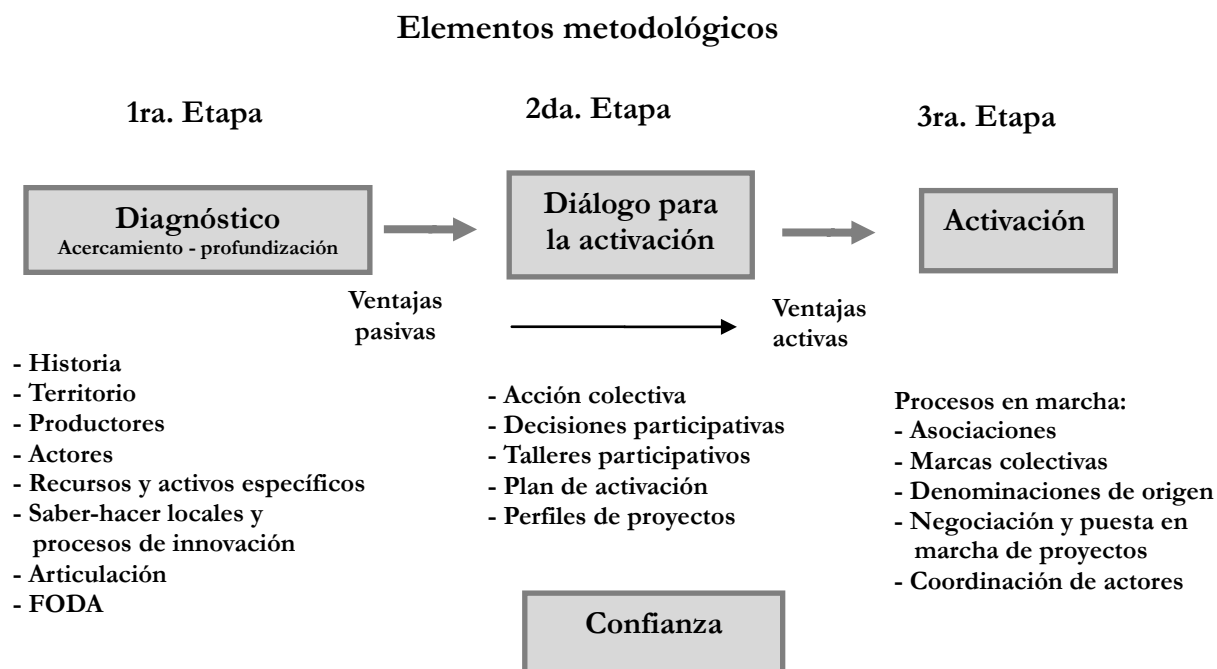 Elementos metodológicos
1ra. Etapa
Diagnóstico
Acercamiento - profundización
Ventajas
pasivas
- Historia
- Territorio
- Productores
- Actores
- Recursos y activos específicos
- Saber-hacer locales y
procesos de innovación
- Articulación
- FODA
2da. Etapa
Diálogo para
la activación
- Acción colectiva
- Decisiones participativas
- Talleres participativos
- Plan de activación
- Perfiles de proyectos
Confianza
3ra. Etapa
Activación
Ventajas
activas
Procesos en marcha:
- Asociaciones
- Marcas colectivas
- Denominaciones de origen
- Negociación y puesta en
marcha de proyectos
- Coordinación de actores